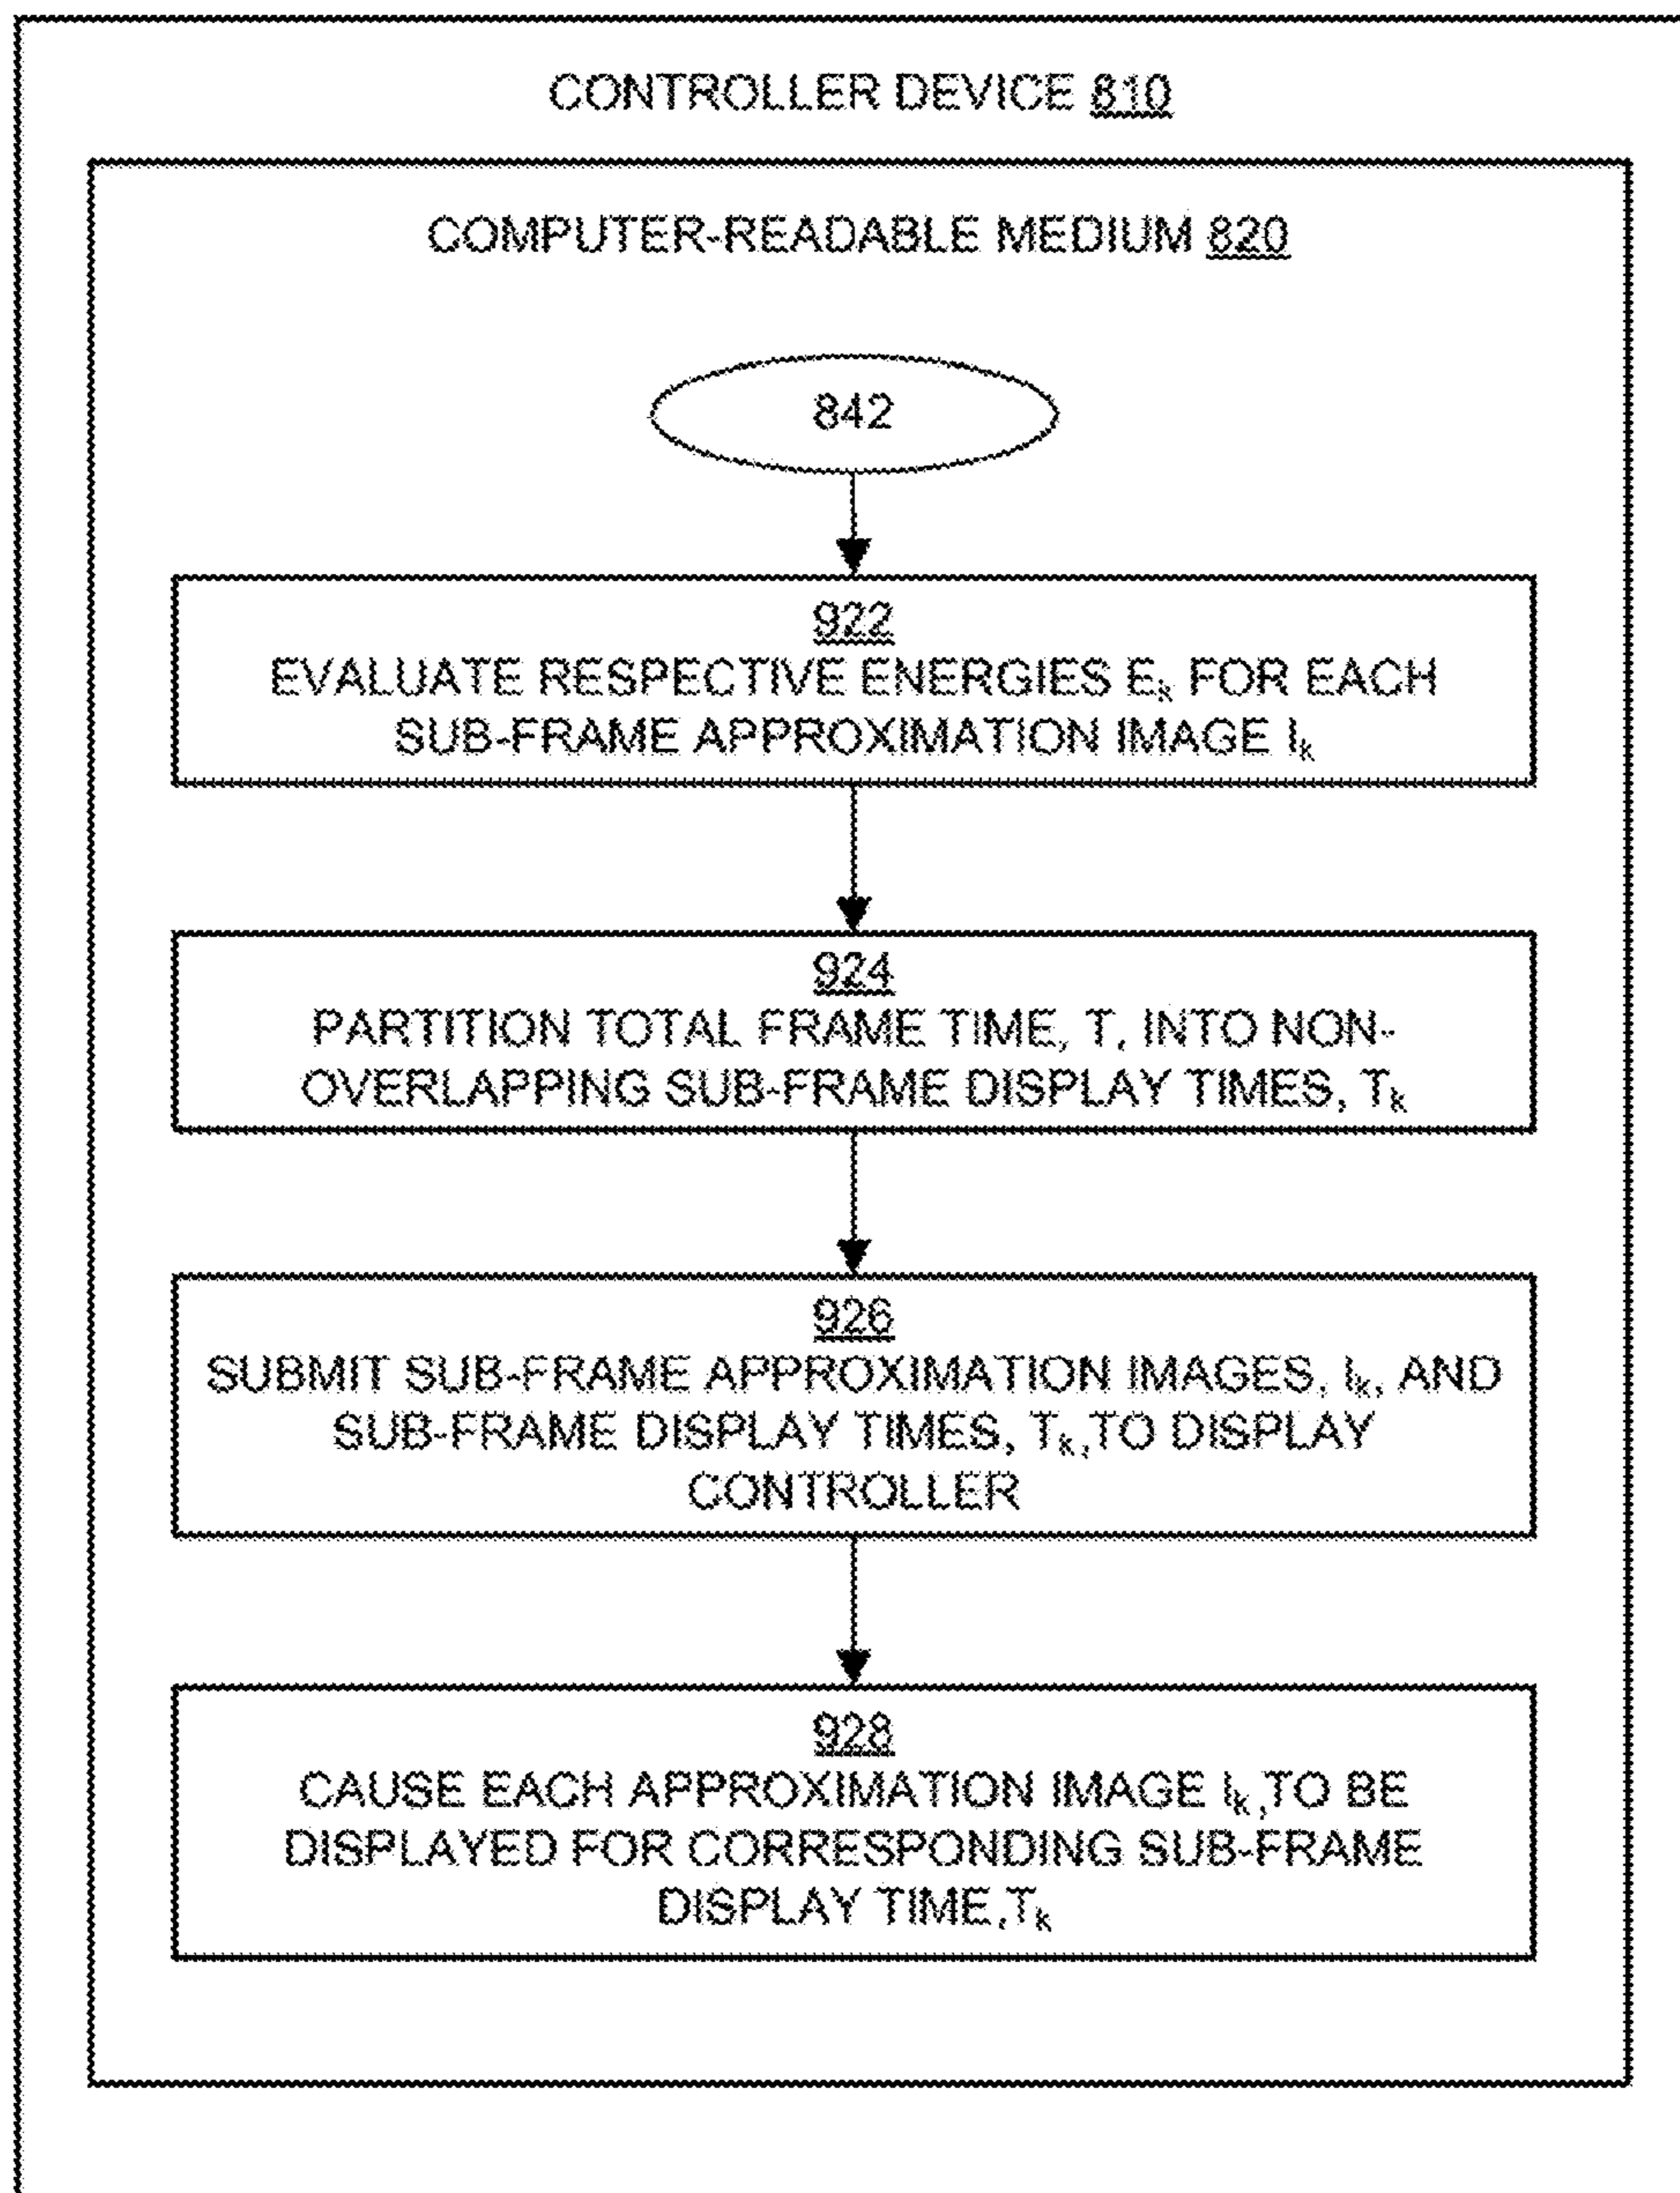 CONTROLLER DEVICE 810
COMPUTER-READABLE MEDIUM 820
842
922
EVALUATE RESPECTIVE ENERGIES Eₖ FOR EACH
SUB-FRAME APPROXIMATION IMAGE Iₖ
924
PARTITION TOTAL FRAME TIME, T, INTO NON-
OVERLAPPING SUB-FRAME DISPLAY TIMES, Tₖ
926
SUBMIT SUB-FRAME APPROXIMATION IMAGES, Iₖ, AND
SUB-FRAME DISPLAY TIMES, Tₖ,TO DISPLAY
CONTROLLER
928
CAUSE EACH APPROXIMATION IMAGE Iₖ,TO BE
DISPLAYED FOR CORRESPONDING SUB-FRAME
DISPLAY TIME,Tₖ